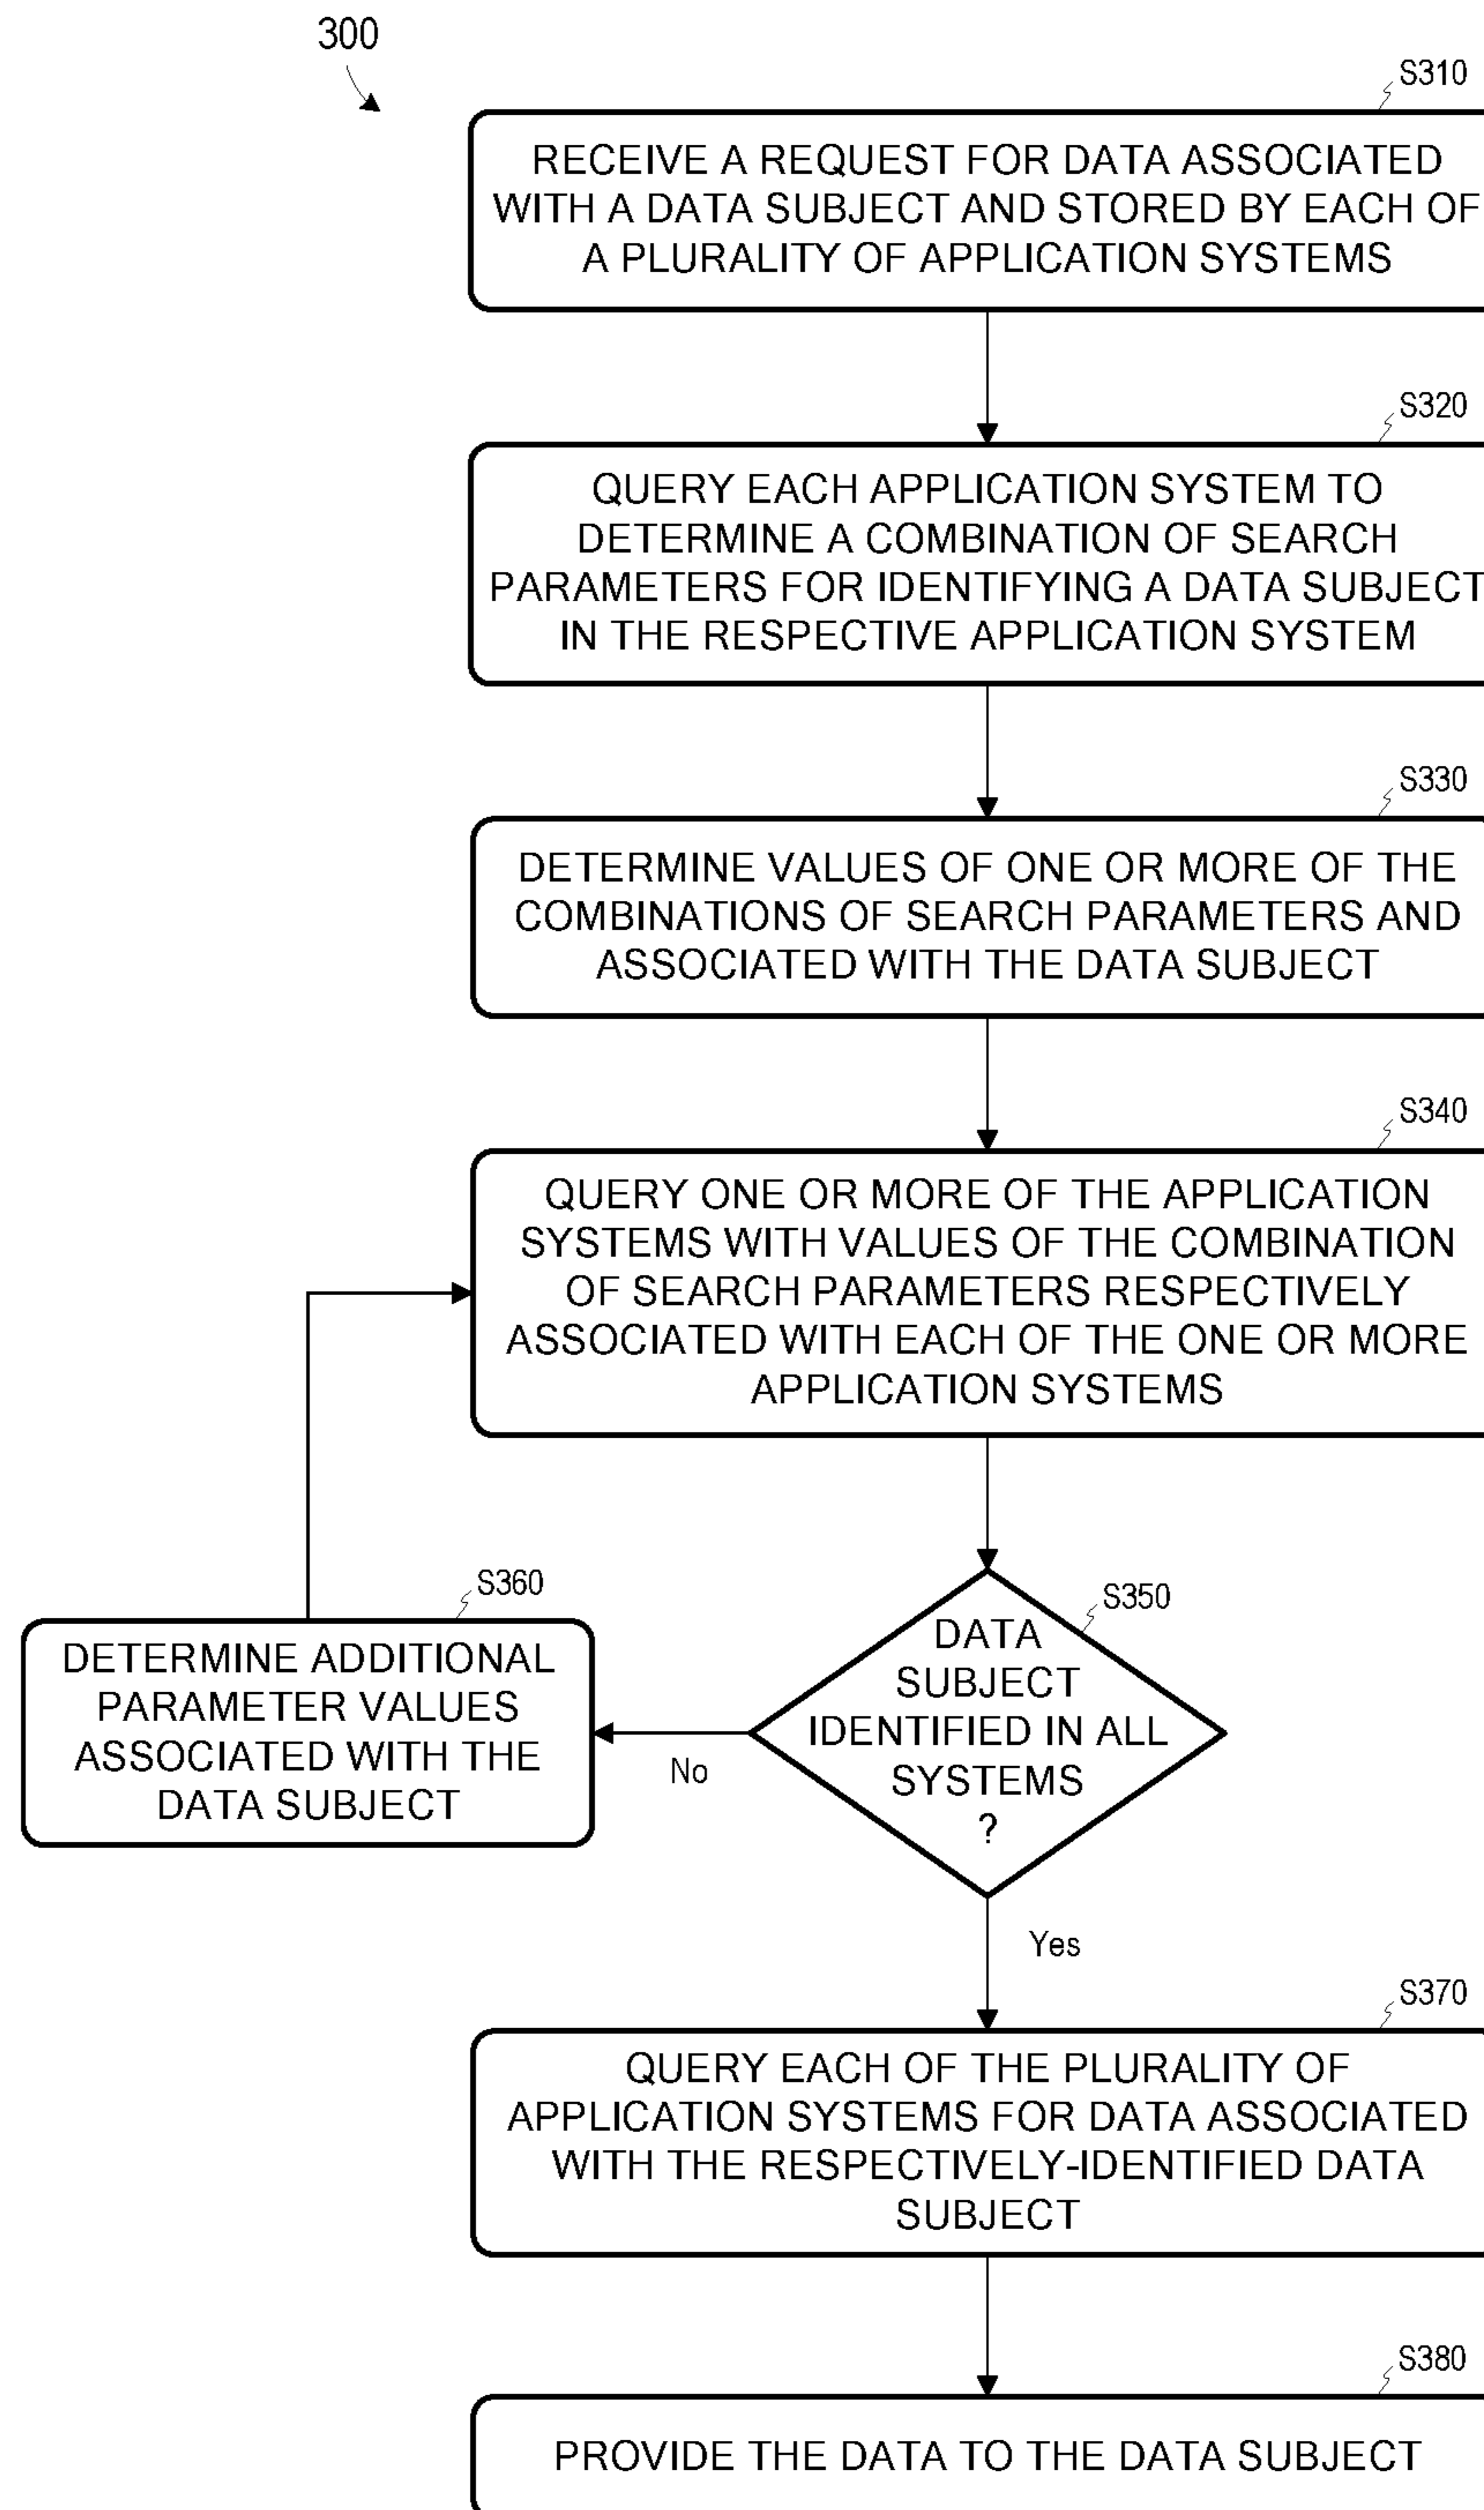 300
S310
RECEIVE A REQUEST FOR DATA ASSOCIATED
WITH A DATA SUBJECT AND STORED BY EACH OF
A PLURALITY OF APPLICATION SYSTEMS
S320
QUERY EACH APPLICATION SYSTEM TO
DETERMINE A COMBINATION OF SEARCH
PARAMETERS FOR IDENTIFYING A DATA SUBJECT
IN THE RESPECTIVE APPLICATION SYSTEM
S330
DETERMINE VALUES OF ONE OR MORE OF THE
COMBINATIONS OF SEARCH PARAMETERS AND
ASSOCIATED WITH THE DATA SUBJECT
S340
QUERY ONE OR MORE OF THE APPLICATION
SYSTEMS WITH VALUES OF THE COMBINATION
OF SEARCH PARAMETERS RESPECTIVELY
ASSOCIATED WITH EACH OF THE ONE OR MORE
APPLICATION SYSTEMS
S350
DATA
SUBJECT
IDENTIFIED IN ALL
SYSTEMS
?
No
S360
DETERMINE ADDITIONAL
PARAMETER VALUES
ASSOCIATED WITH THE
DATA SUBJECT
Yes
S370
QUERY EACH OF THE PLURALITY OF
APPLICATION SYSTEMS FOR DATA ASSOCIATED
WITH THE RESPECTIVELY-IDENTIFIED DATA
SUBJECT
S380
PROVIDE THE DATA TO THE DATA SUBJECT